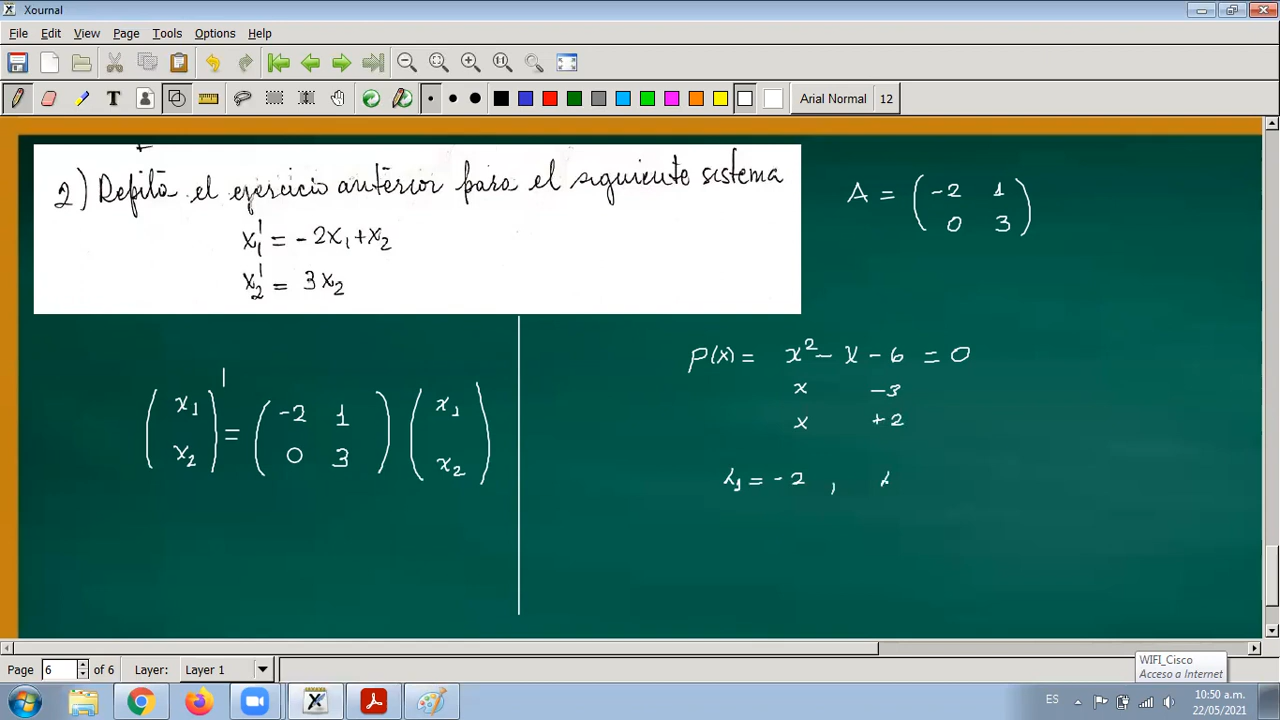 Xournal
File Edit View Page Tools Options Help
Arial Normal 12
2) Repita el ejercicio anterior para el siguiente sistema
x₁' = -2x₁+x₂
x₂' = 3x₂
A = (-2 1
0 3)
P(x) = x² - x - 6 = 0
x -3
x +2
λ₁ = -2 , λ
(x₁ x₂)' = (-2 1 0 3) (x₁ x₂)
Page 6 of 6 Layer: Layer 1
WIFI_Cisco
Acceso a Internet
ES 10:50 a.m.
22/05/2021